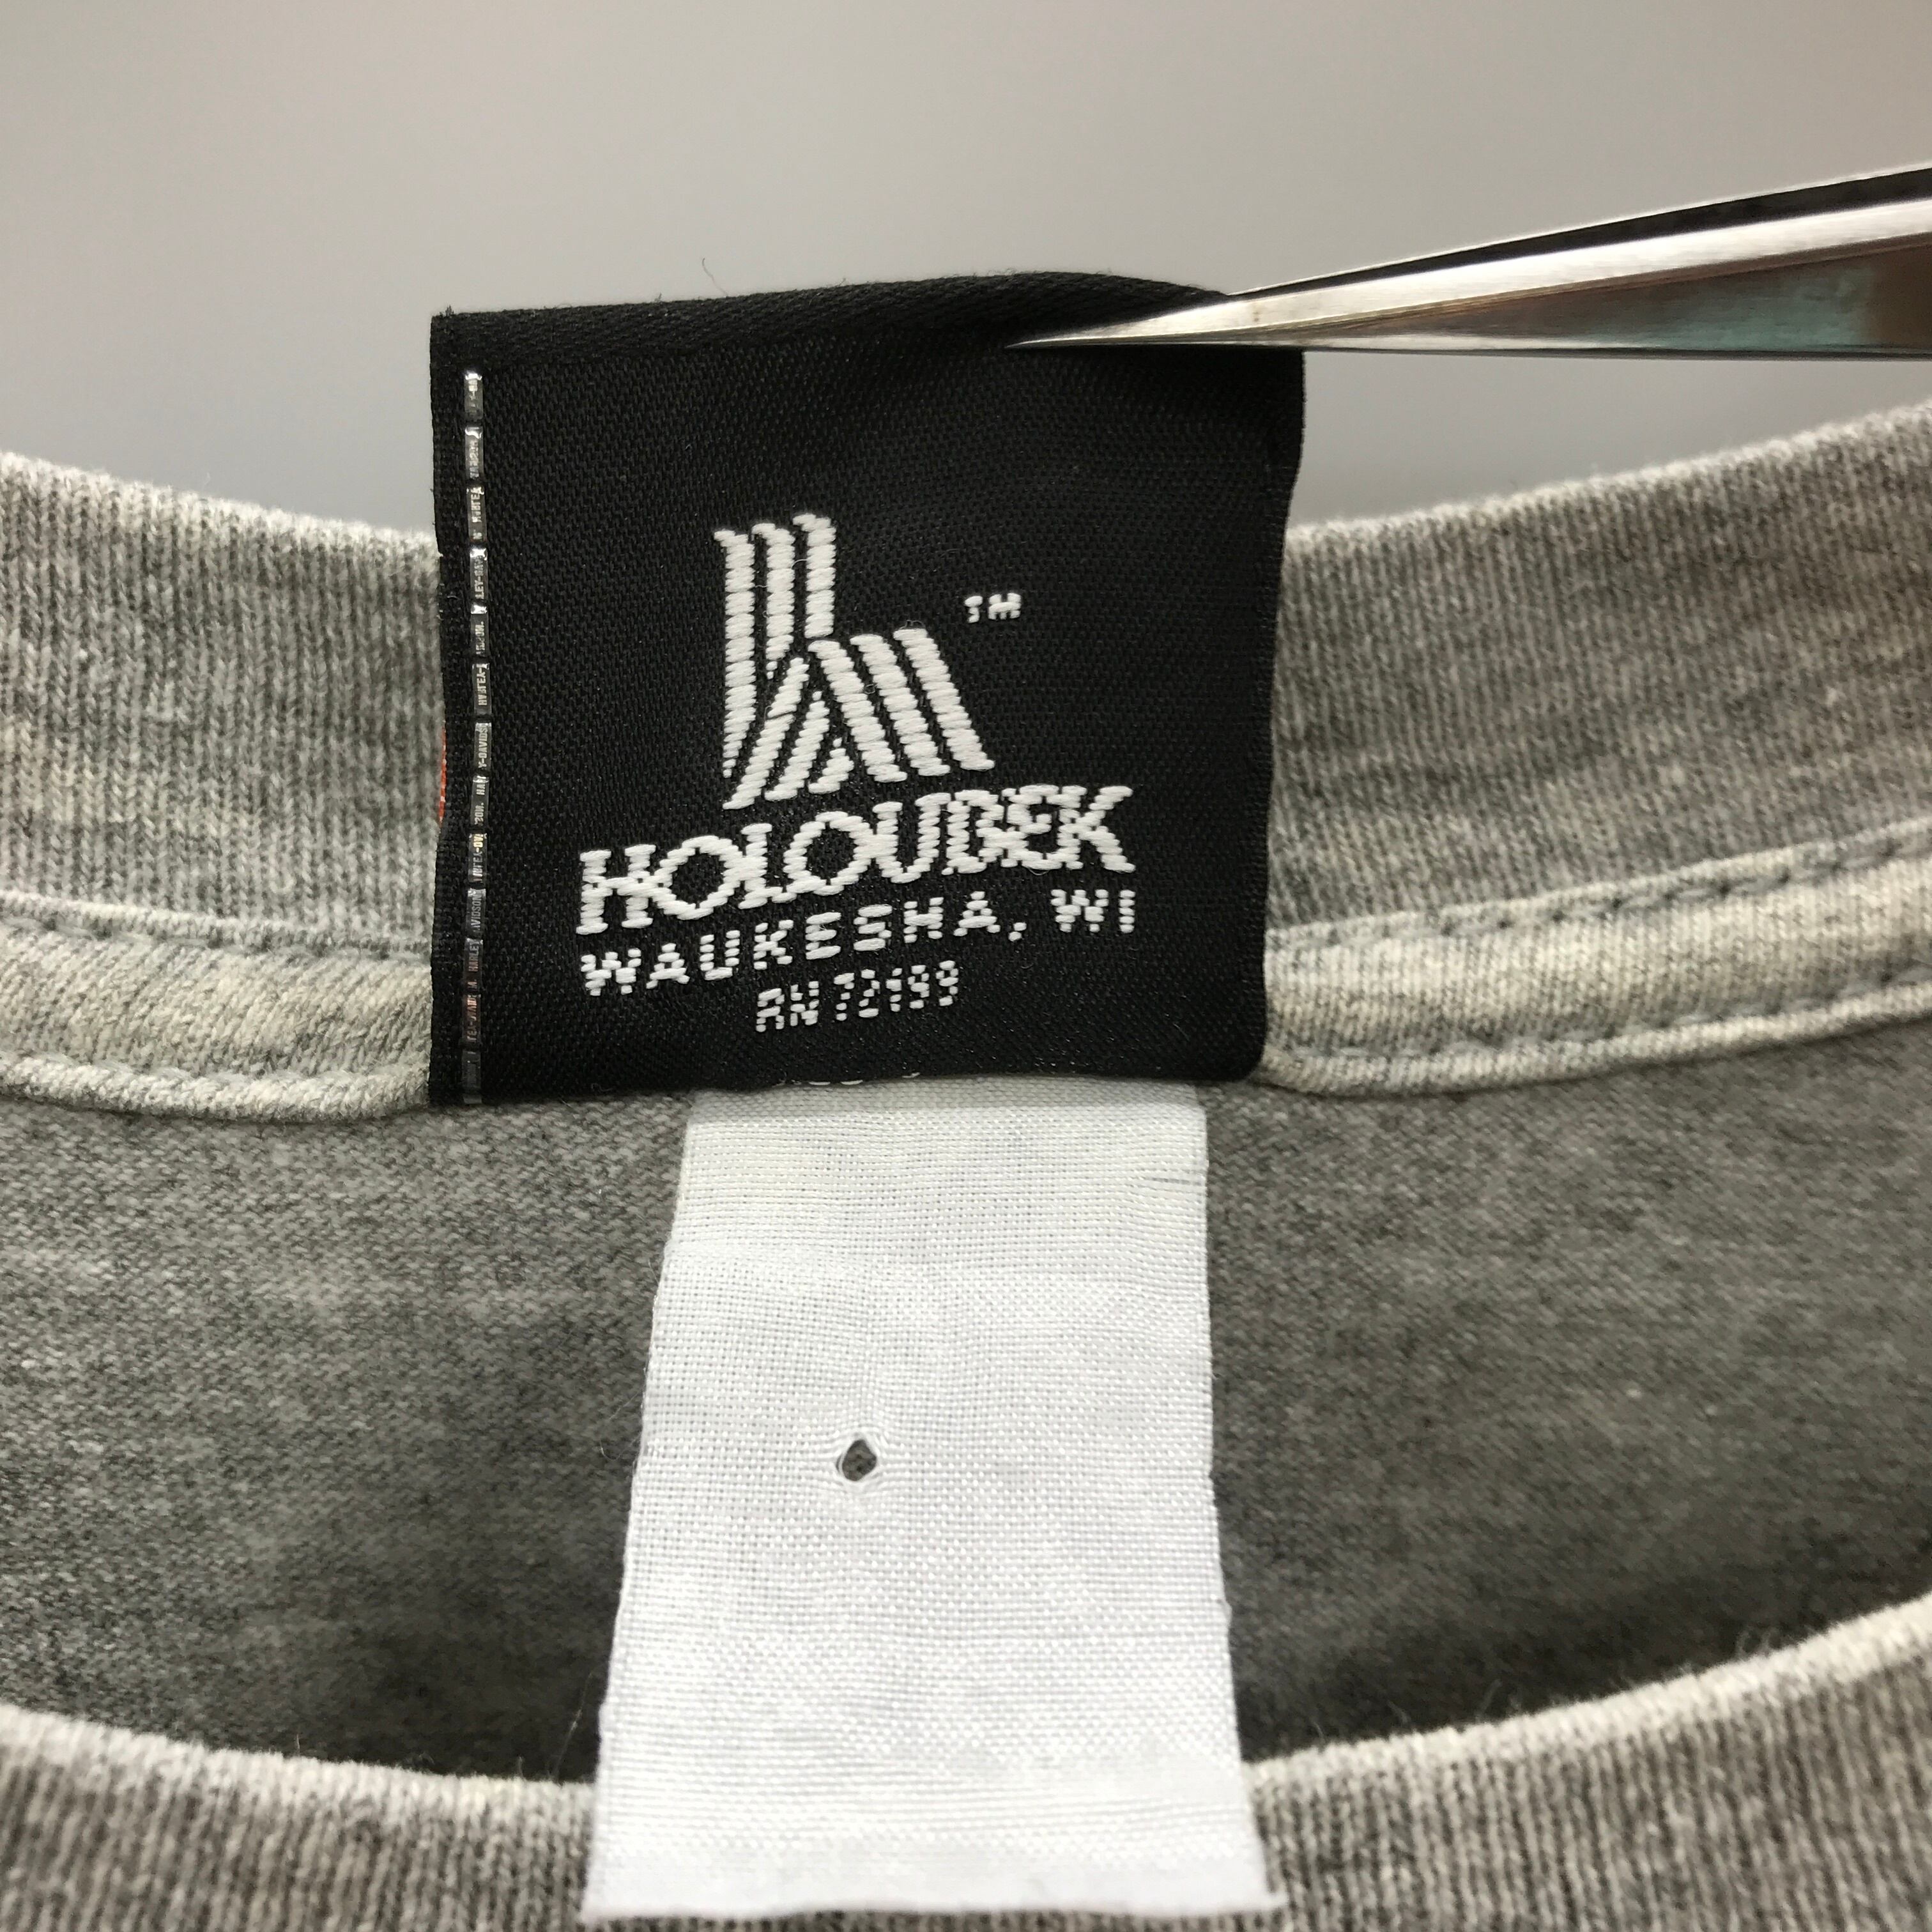 TM
HOLOUBEK
WAUKESHA, WI
RN 72199